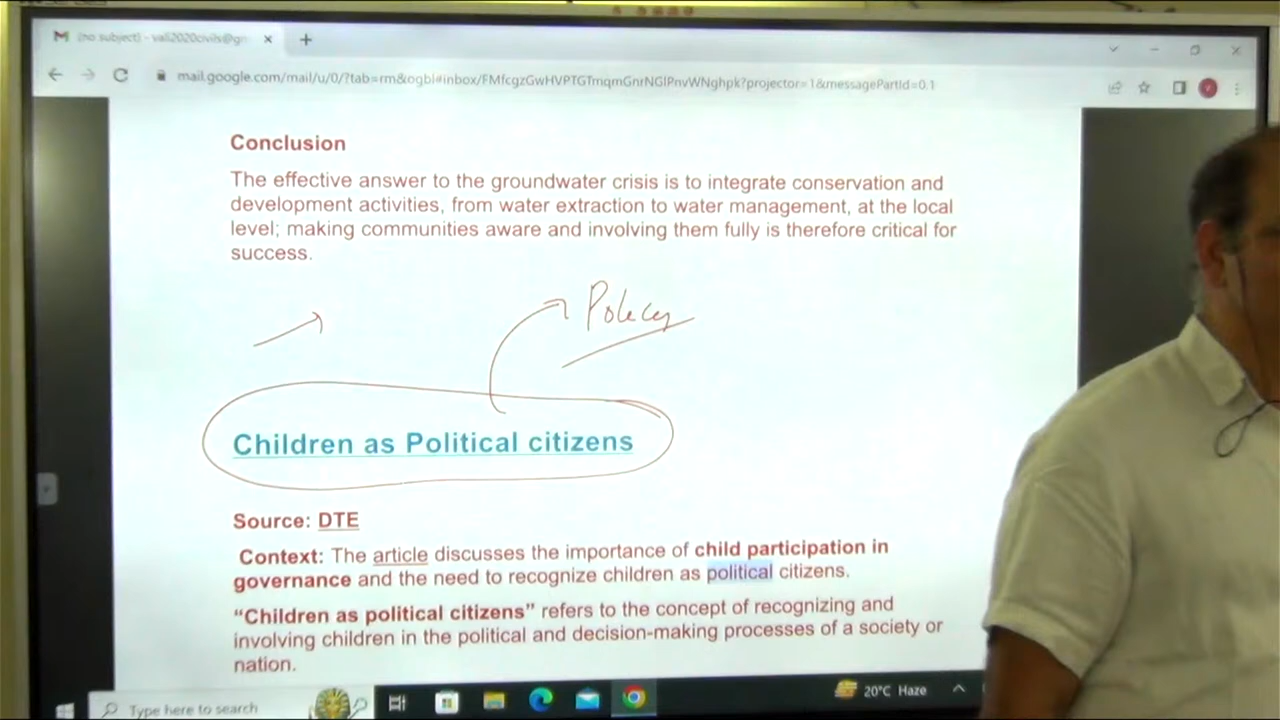 (no subject) - vali2020civils@gm
mail.google.com/mail/u/0/?tab=rm&ogbl#inbox/FMfcgzGwHVPTGTmqmGnrNGlPnvWNghpk?projector=1&messagePartId=0.1
Conclusion
The effective answer to the groundwater crisis is to integrate conservation and
development activities, from water extraction to water management, at the local
level; making communities aware and involving them fully is therefore critical for
success.
Policy
Children as Political citizens
Source: DTE
Context: The article discusses the importance of child participation in
governance and the need to recognize children as political citizens.
“Children as political citizens” refers to the concept of recognizing and
involving children in the political and decision-making processes of a society or
nation.
Type here to search
20°C Haze